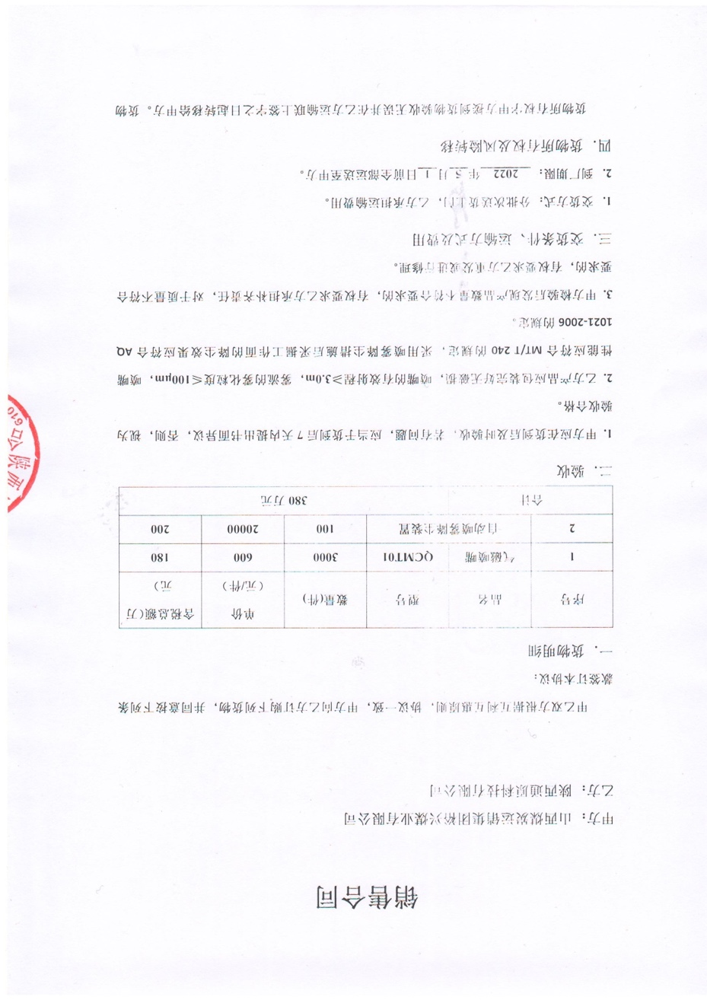 销售合同
甲方：山西煤炭运销集团裕兴煤业有限公司
乙方：陕西通原科技有限公司
甲乙双方根据互利互惠原则，协议一致，甲方向乙方订购下列货物，并同意按下列条
款签订本协议：
一．货物明细
序号 品名 型号 数量(件) 单价（元/件） 含税总额(万元)
1 气磁喷嘴 QCMT01 3000 600 180
2 自动喷雾降尘装置 100 20000 200
合计 380 万元
二．验收
1. 甲方应在货到后及时验收，若有问题，应当于货到后 7 天内提出书面异议，否则，视为
验收合格。
2. 乙方产品应包装完好无破损，喷嘴的有效射程≥3.0m，雾流的雾化粒度≤100μm，喷嘴
性能应符合 MT/T 240 的规定，采用喷雾降尘措施后采掘工作面的降尘效果应符合 AQ
1021-2006 的规定。
3. 甲方检验后发现产品数量不符合要求的，有权要求乙方承担补齐责任，对于质量不符合
要求的，有权要求乙方重发或进行修理。
三．交货条件、运输方式及费用
1. 交货方式：分批次送货上门，乙方承担运输费用。
2. 到厂期限： 2022 年 5 月 1 日前全部运送至甲方。
四．货物所有权及风险转移
货物所有权字甲方接到货物验收无误并在乙方运输联上签字之日起转移给甲方。货物
610